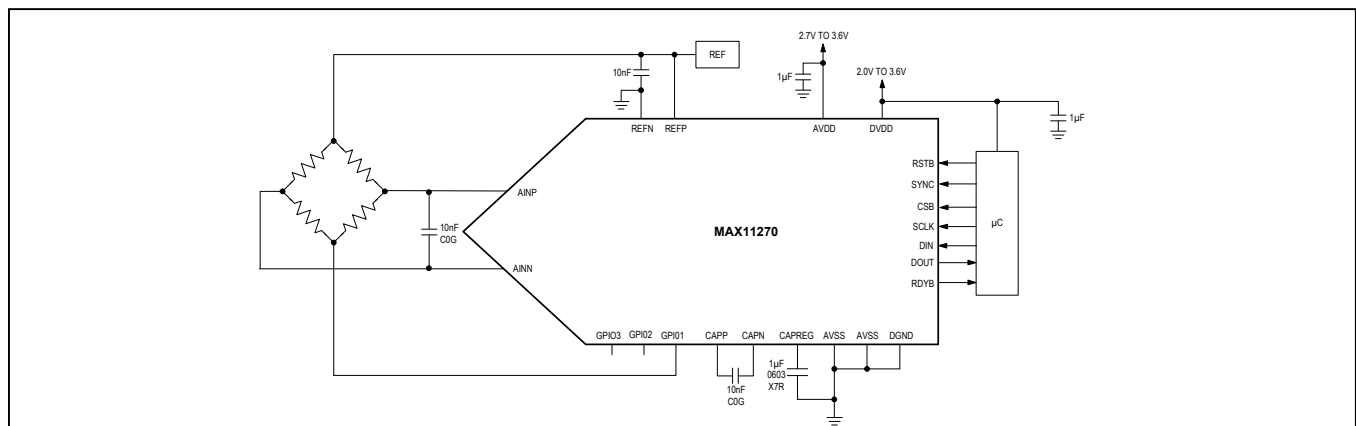 2.7V TO 3.6V
REF
10nF
1µF
2.0V TO 3.6V
1µF
REFN
REFP
AVDD
DVDD
RSTB
SYNC
CSB
SCLK
DIN
DOUT
RDYB
µC
AINP
10nF
C0G
AINN
MAX11270
GPIO3
GPI02
GPI01
CAPP
CAPN
CAPREG
AVSS
AVSS
DGND
10nF
C0G
1µF
0603
X7R